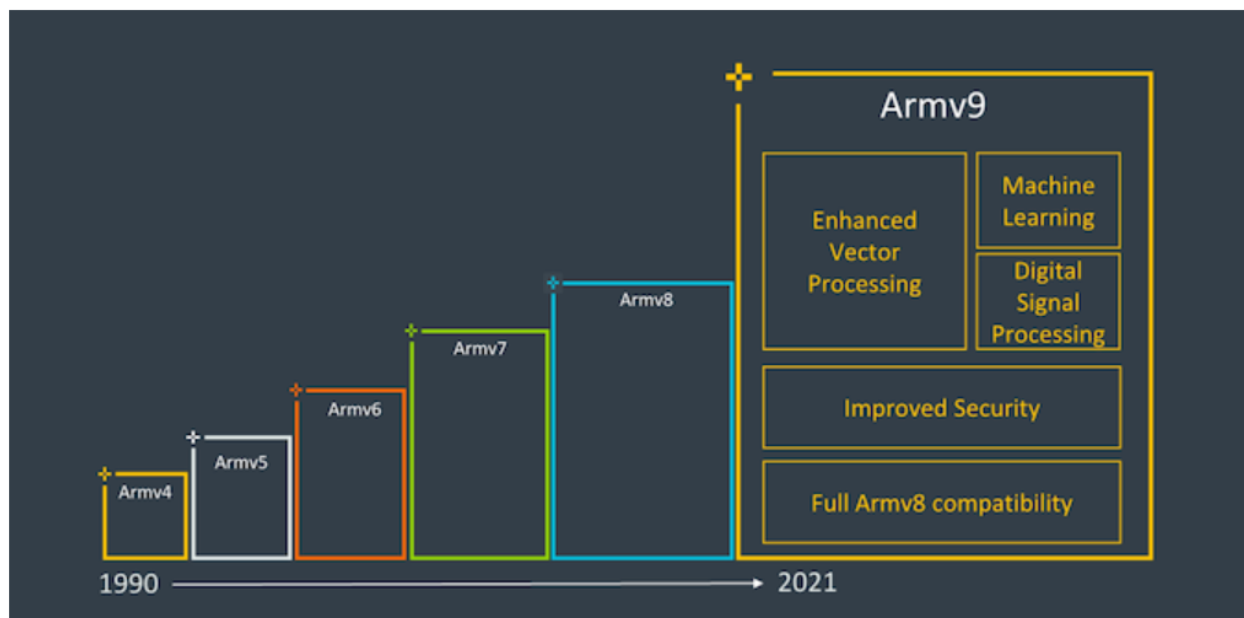 Armv9
Enhanced
Vector
Processing
Machine
Learning
Digital
Signal
Processing
Improved Security
Full Armv8 compatibility
Armv8
Armv7
Armv6
Armv5
Armv4
1990
2021